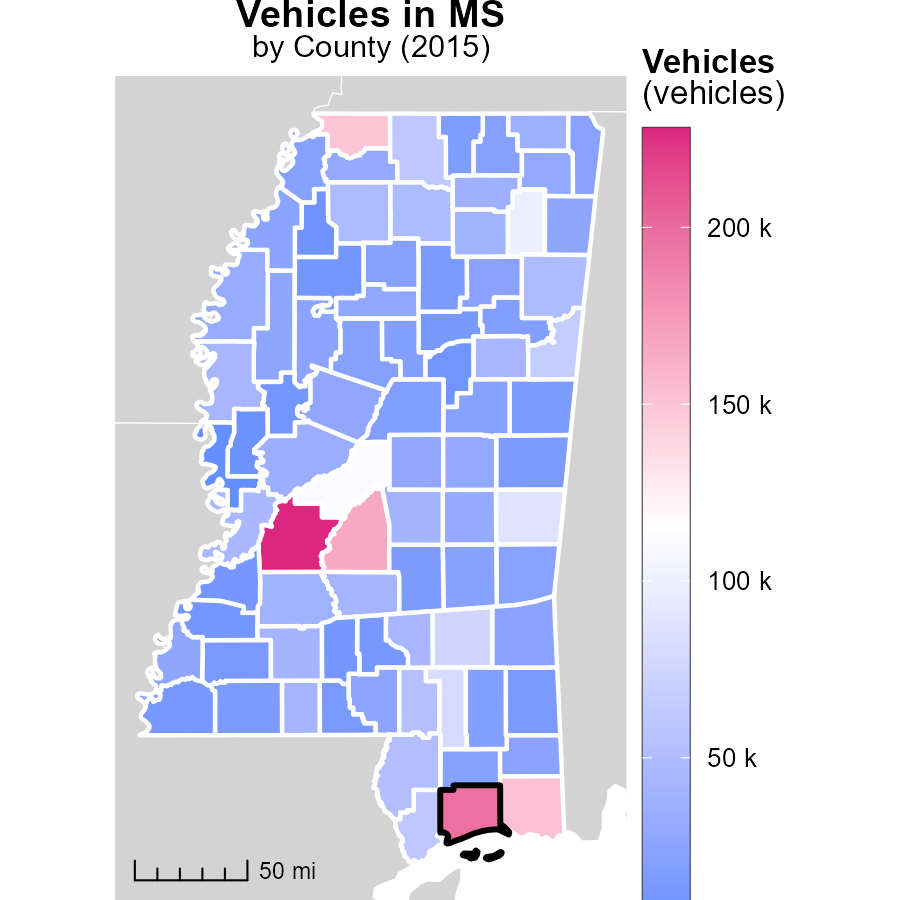 Vehicles in MS
by County (2015)
Vehicles
(vehicles)
200 k
150 k
100 k
50 k
50 mi